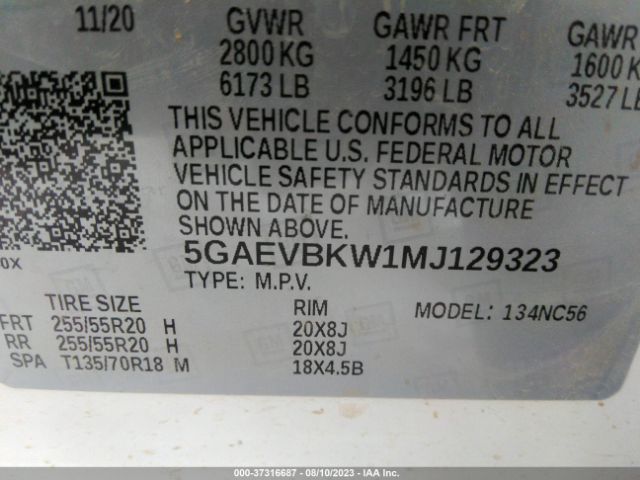 11/20 GVWR GAWR FRT GAWR
2800 KG 1450 KG 1600 K
6173 LB 3196 LB 3527 LB
THIS VEHICLE CONFORMS TO ALL
APPLICABLE U.S. FEDERAL MOTOR
VEHICLE SAFETY STANDARDS IN EFFECT
ON THE DATE OF MANUFACTURE
SHOWN ABOVE.
0X 5GAEVBKW1MJ129323
TYPE: M.P.V.
TIRE SIZE RIM MODEL: 134NC56
FRT 255/55R20 H 20X8J
RR 255/55R20 H 20X8J
SPA T135/70R18 M 18X4.5B
000-37316687 - 08/10/2023 - IAA Inc.